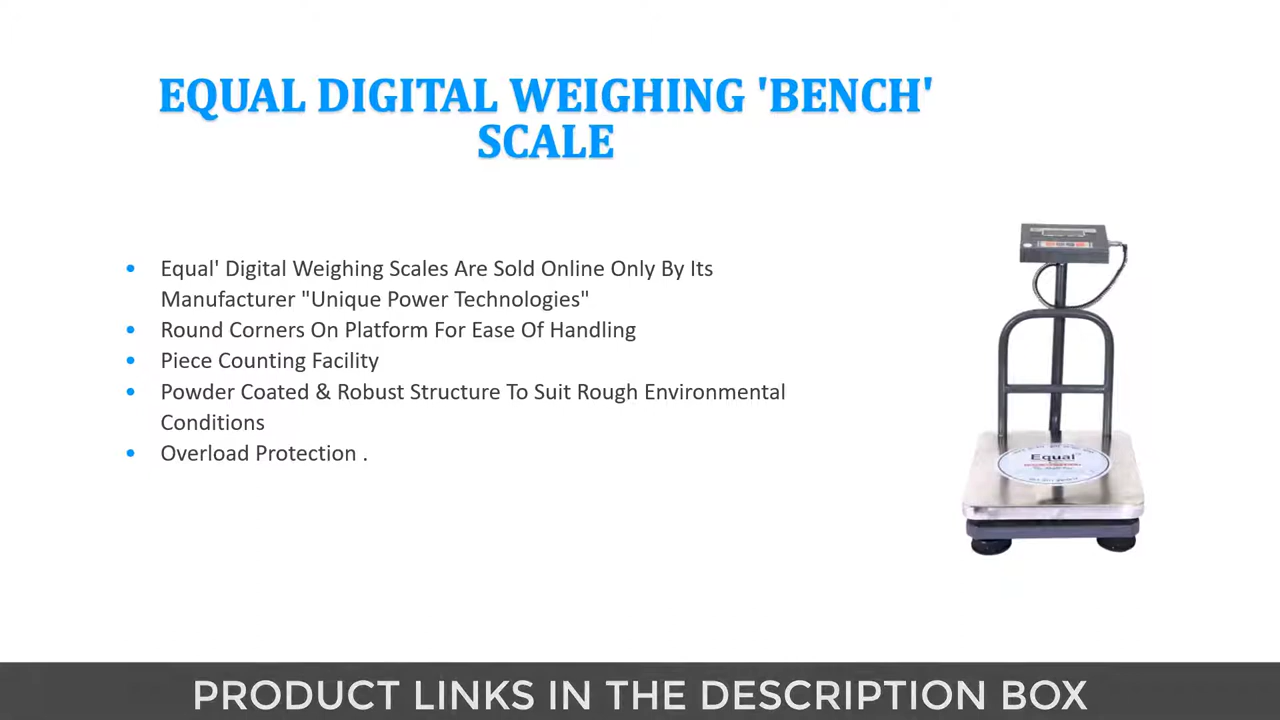 EQUAL DIGITAL WEIGHING 'BENCH'
SCALE
Equal' Digital Weighing Scales Are Sold Online Only By Its
Manufacturer "Unique Power Technologies"
Round Corners On Platform For Ease Of Handling
Piece Counting Facility
Powder Coated & Robust Structure To Suit Rough Environmental
Conditions
Overload Protection .
Equal
PRODUCT LINKS IN THE DESCRIPTION BOX